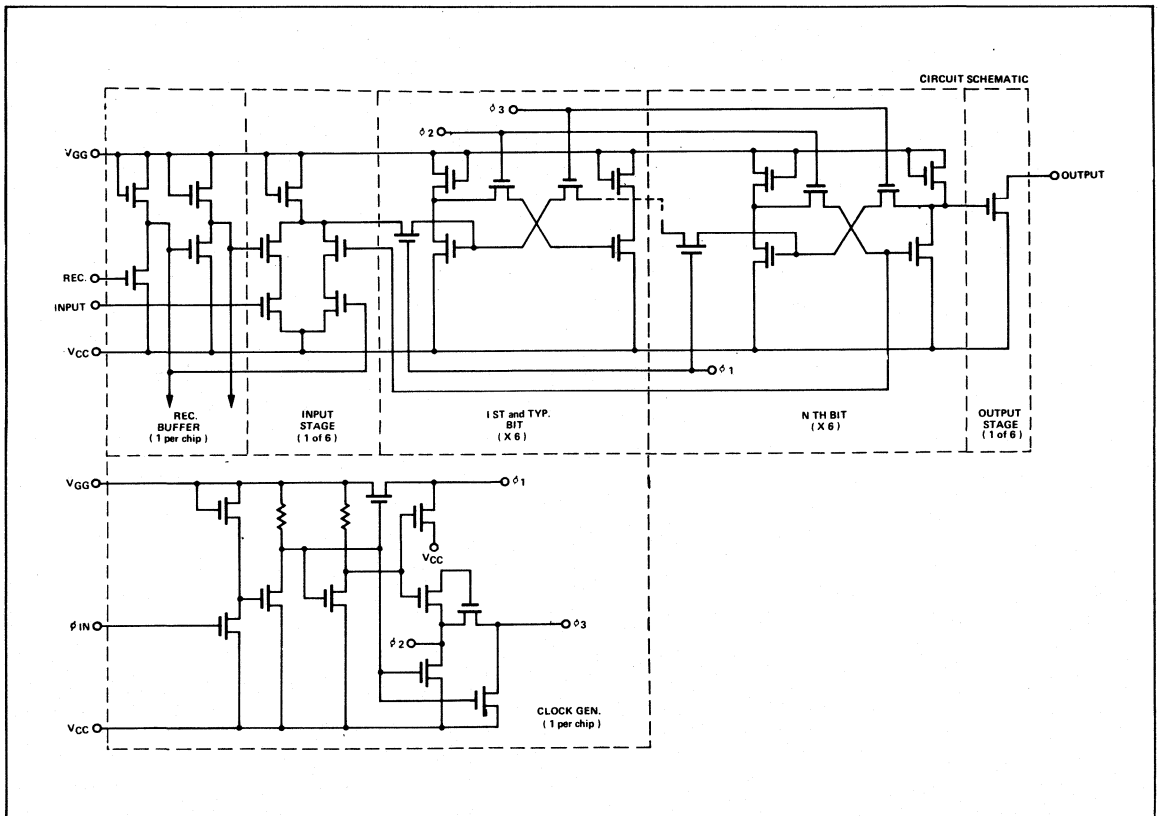 CIRCUIT SCHEMATIC
ϕ3
ϕ2
VGG
OUTPUT
REC.
INPUT
VCC
ϕ1
REC.
BUFFER
( 1 per chip )
INPUT
STAGE
( 1 of 6 )
I ST and TYP.
BIT
( X 6 )
N TH BIT
( X 6 )
OUTPUT
STAGE
( 1 of 6 )
VGG
ϕ1
VCC
ϕIN
ϕ3
ϕ2
CLOCK GEN.
( 1 per chip )
VCC